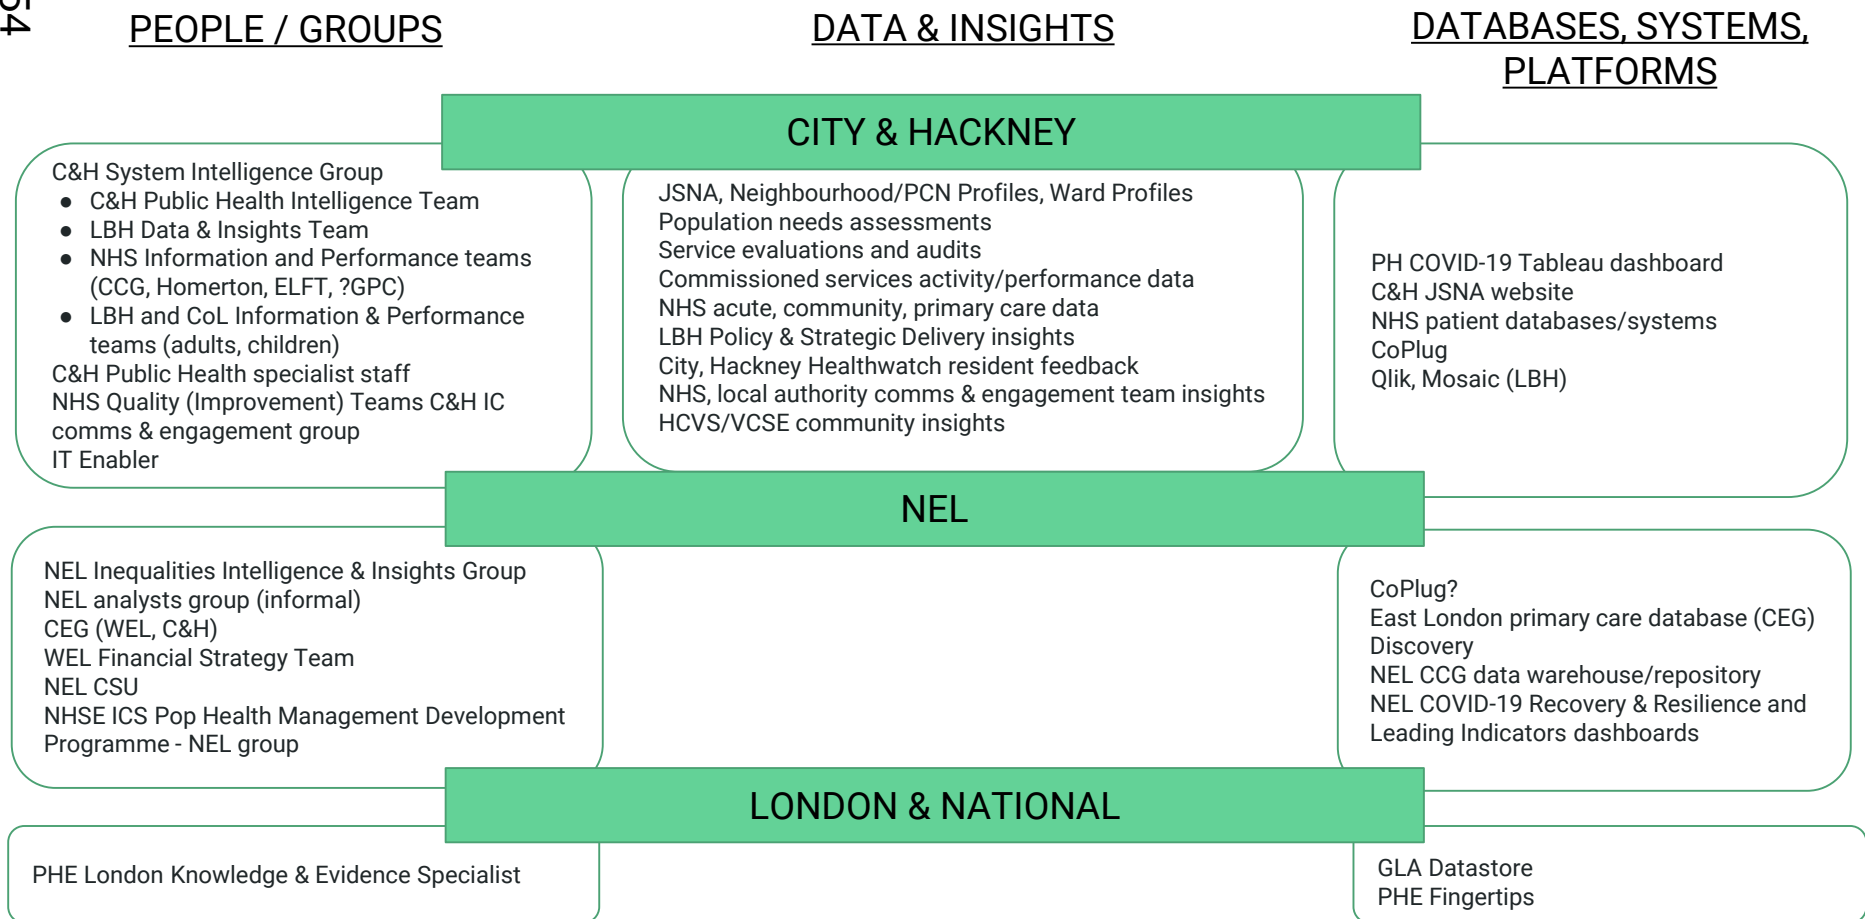 54
PEOPLE / GROUPS
DATA & INSIGHTS
DATABASES, SYSTEMS,
PLATFORMS
CITY & HACKNEY
C&H System Intelligence Group
● C&H Public Health Intelligence Team
● LBH Data & Insights Team
● NHS Information and Performance teams
(CCG, Homerton, ELFT, ?GPC)
● LBH and CoL Information & Performance
teams (adults, children)
C&H Public Health specialist staff
NHS Quality (Improvement) Teams C&H IC
comms & engagement group
IT Enabler
JSNA, Neighbourhood/PCN Profiles, Ward Profiles
Population needs assessments
Service evaluations and audits
Commissioned services activity/performance data
NHS acute, community, primary care data
LBH Policy & Strategic Delivery insights
City, Hackney Healthwatch resident feedback
NHS, local authority comms & engagement team insights
HCVS/VCSE community insights
PH COVID-19 Tableau dashboard
C&H JSNA website
NHS patient databases/systems
CoPlug
Qlik, Mosaic (LBH)
NEL
NEL Inequalities Intelligence & Insights Group
NEL analysts group (informal)
CEG (WEL, C&H)
WEL Financial Strategy Team
NEL CSU
NHSE ICS Pop Health Management Development
Programme - NEL group
CoPlug?
East London primary care database (CEG)
Discovery
NEL CCG data warehouse/repository
NEL COVID-19 Recovery & Resilience and
Leading Indicators dashboards
LONDON & NATIONAL
PHE London Knowledge & Evidence Specialist
GLA Datastore
PHE Fingertips